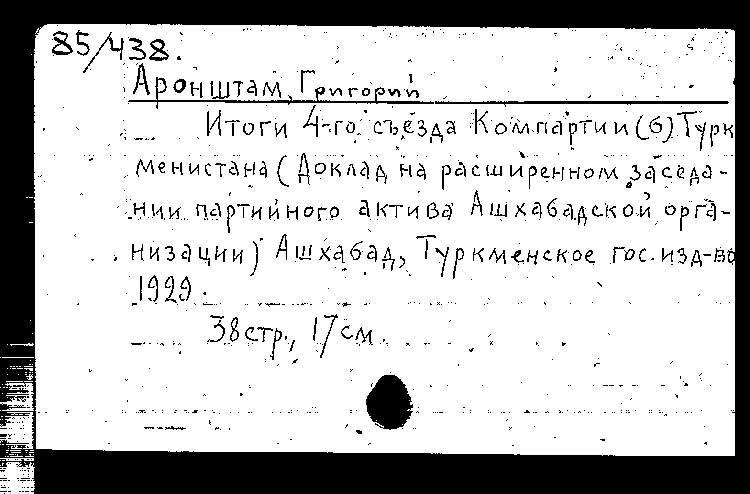 85/438.
Аронштам, Григорий
Итоги 4-го съезда Компартии (б) Турк
менистана (Доклад на расширенном заседа-
нии партийного актива Ашхабадской орга-
низации) Ашхабад, Туркменское гос. изд-во
1929.
38 стр., 17 см.